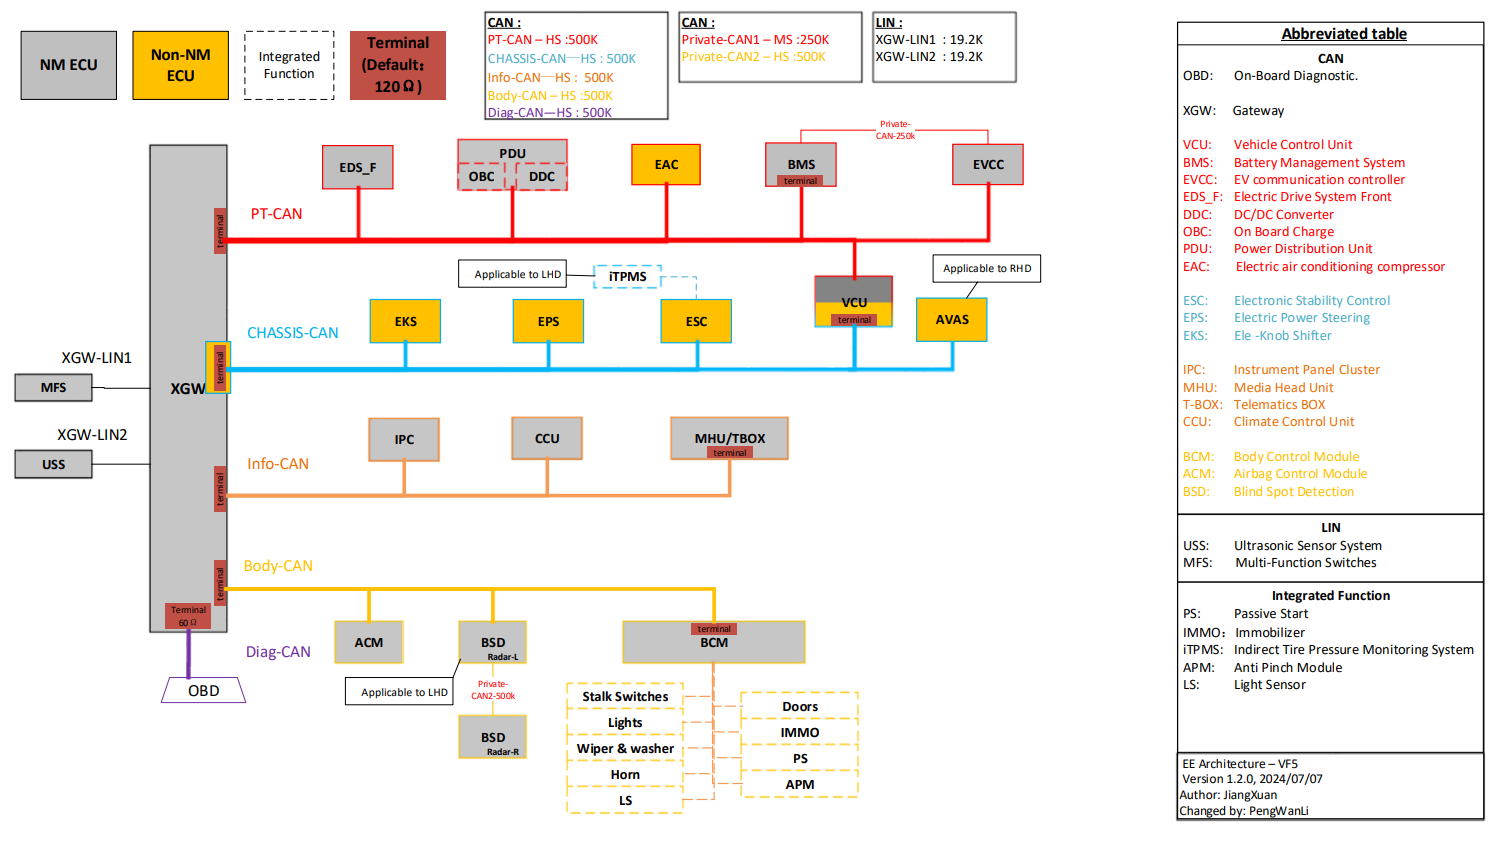 NM ECU
Non-NM
ECU
Integrated
Function
Terminal
(Default：
120Ω)
CAN :
PT-CAN – HS :500K
CHASSIS-CAN—HS : 500K
Info-CAN—HS : 500K
Body-CAN – HS :500K
Diag-CAN—HS : 500K
CAN :
Private-CAN1 – MS :250K
Private-CAN2 – HS :500K
LIN :
XGW-LIN1 : 19.2K
XGW-LIN2 : 19.2K
Private-
CAN-250k
EDS_F
PDU
OBC
DDC
EAC
BMS
terminal
EVCC
terminal
PT-CAN
Applicable to LHD
iTPMS
Applicable to RHD
EKS
EPS
ESC
VCU
terminal
AVAS
CHASSIS-CAN
terminal
XGW
XGW-LIN1
MFS
XGW-LIN2
USS
IPC
CCU
MHU/TBOX
terminal
Info-CAN
terminal
Body-CAN
terminal
Terminal
60Ω
Diag-CAN
OBD
ACM
BSD
Radar-L
Applicable to LHD
Private-
CAN2-500k
BSD
Radar-R
terminal
BCM
Stalk Switches
Lights
Wiper & washer
Horn
LS
Doors
IMMO
PS
APM
Abbreviated table
CAN
OBD: On-Board Diagnostic.
XGW: Gateway
VCU: Vehicle Control Unit
BMS: Battery Management System
EVCC: EV communication controller
EDS_F: Electric Drive System Front
DDC: DC/DC Converter
OBC: On Board Charge
PDU: Power Distribution Unit
EAC: Electric air conditioning compressor
ESC: Electronic Stability Control
EPS: Electric Power Steering
EKS: Ele -Knob Shifter
IPC: Instrument Panel Cluster
MHU: Media Head Unit
T-BOX: Telematics BOX
CCU: Climate Control Unit
BCM: Body Control Module
ACM: Airbag Control Module
BSD: Blind Spot Detection
LIN
USS: Ultrasonic Sensor System
MFS: Multi-Function Switches
Integrated Function
PS: Passive Start
IMMO： Immobilizer
iTPMS: Indirect Tire Pressure Monitoring System
APM: Anti Pinch Module
LS: Light Sensor
EE Architecture – VF5
Version 1.2.0, 2024/07/07
Author: JiangXuan
Changed by: PengWanLi